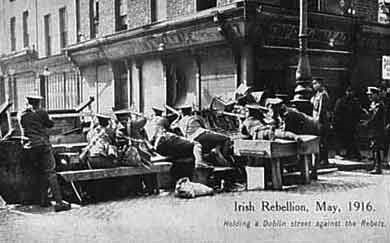 Irish Rebellion, May, 1916.
Holding a Dublin street against the Rebels.